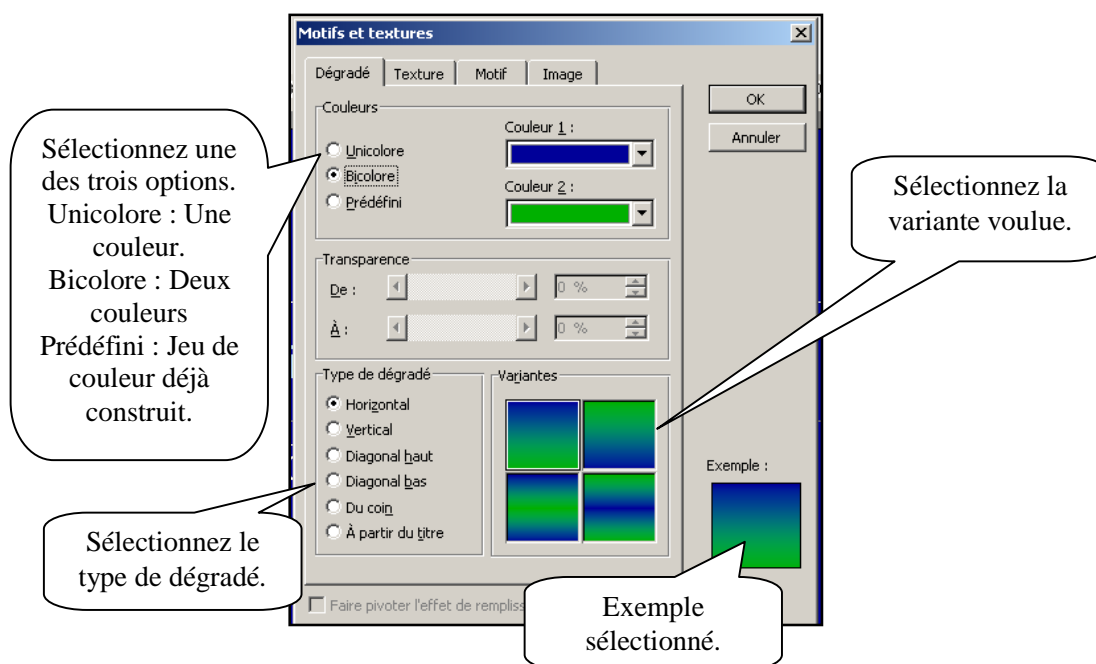 Motifs et textures
Dégradé
Texture
Motif
Image
OK
Annuler
Couleurs
Unicolore
Bicolore
Prédéfini
Couleur 1 :
Couleur 2 :
Transparence
De :
0 %
À :
0 %
Type de dégradé
Horizontal
Vertical
Diagonal haut
Diagonal bas
Du coin
À partir du titre
Variantes
Exemple :
Faire pivoter l'effet de rempliss
Sélectionnez une
des trois options.
Unicolore : Une
couleur.
Bicolore : Deux
couleurs
Prédéfini : Jeu de
couleur déjà
construit.
Sélectionnez la
variante voulue.
Sélectionnez le
type de dégradé.
Exemple
sélectionné.